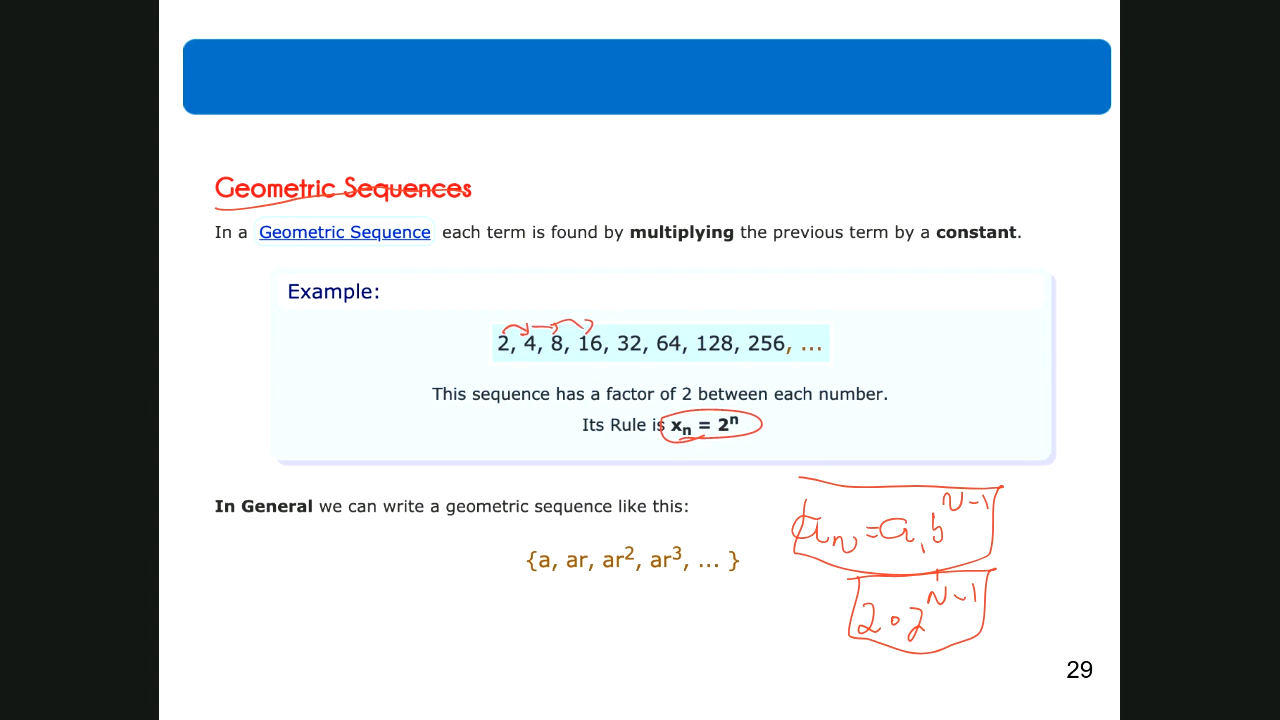 Geometric Sequences
In a Geometric Sequence each term is found by multiplying the previous term by a constant.
Example:
2, 4, 8, 16, 32, 64, 128, 256, ...
This sequence has a factor of 2 between each number.
Its Rule is xₙ = 2ⁿ
In General we can write a geometric sequence like this:
{a, ar, ar², ar³, ... }
aₙ = a₁ b^(n-1)
2 · 2^(n-1)
29